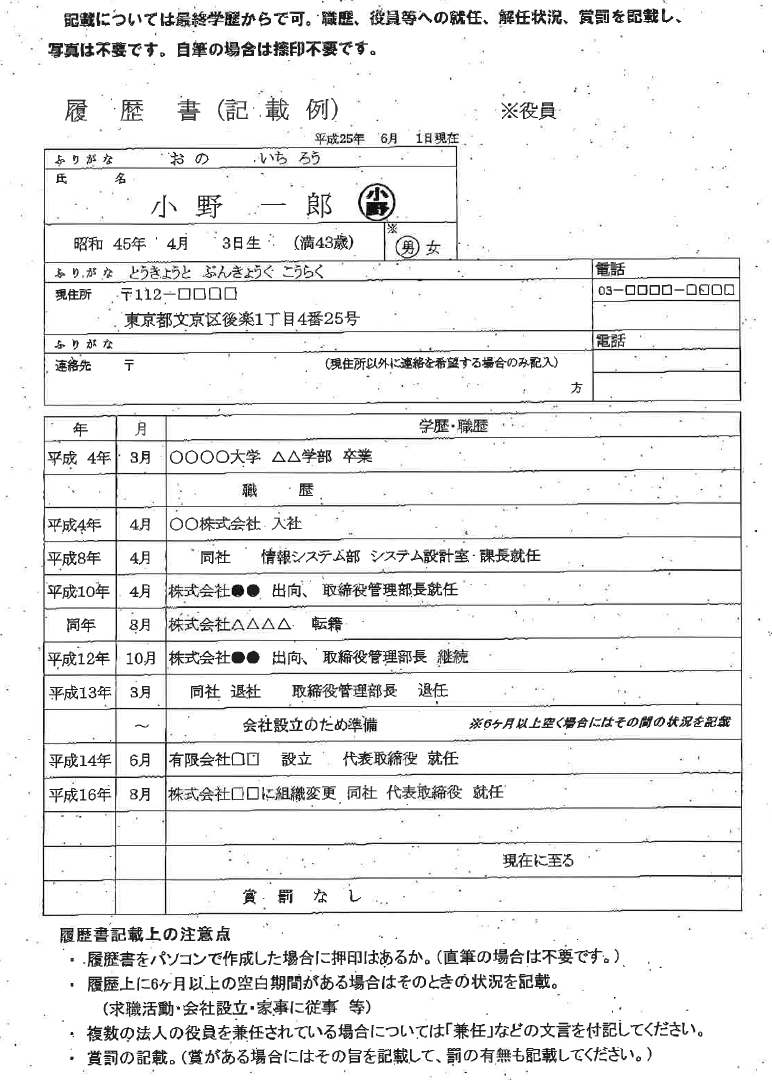 記載については最終学歴からで可。職歴、役員等への就任、解任状況、賞罰を記載し、
写真は不要です。自筆の場合は捺印不要です。
履 歴 書 (記 載 例) ※役員
平成25年 6月 1日現在
ふりがな おの いちろう
氏 名
小 野 一 郎 小野
昭和 45年 4月 3日生 (満43歳) ※ 男 女
ふりがな とうきょうと ぶんきょうく こうらく 電話
現住所 〒112-□□□□ 03-□□□□-□□□□
東京都文京区後楽1丁目4番25号
ふりがな 電話
連絡先 〒 (現住所以外に連絡を希望する場合のみ記入)
方
年 月 学歴・職歴
平成 4年 3月 ○○○○大学 △△学部 卒業
職 歴
平成4年 4月 ○○株式会社 入社
平成8年 4月 同社 情報システム部 システム設計室・課長就任
平成10年 4月 株式会社●● 出向、 取締役管理部長就任
同年 8月 株式会社△△△△ 転籍
平成12年 10月 株式会社●● 出向、 取締役管理部長 継続
平成13年 3月 同社 退社 取締役管理部長 退任
～ 会社設立のため準備 ※6ヶ月以上空く場合にはその間の状況を記載
平成14年 6月 有限会社□□ 設立 代表取締役 就任
平成16年 8月 株式会社□□に組織変更 同社 代表取締役 就任
現在に至る
賞 罰 な し
履歴書記載上の注意点
・ 履歴書をパソコンで作成した場合に押印はあるか。(直筆の場合は不要です。)
・ 履歴上に6ヶ月以上の空白期間がある場合はそのときの状況を記載。
(求職活動・会社設立・家事に従事 等)
・ 複数の法人の役員を兼任されている場合については「兼任」などの文言を付記してください。
・ 賞罰の記載。(賞がある場合にはその旨を記載して、罰の有無も記載してください。)